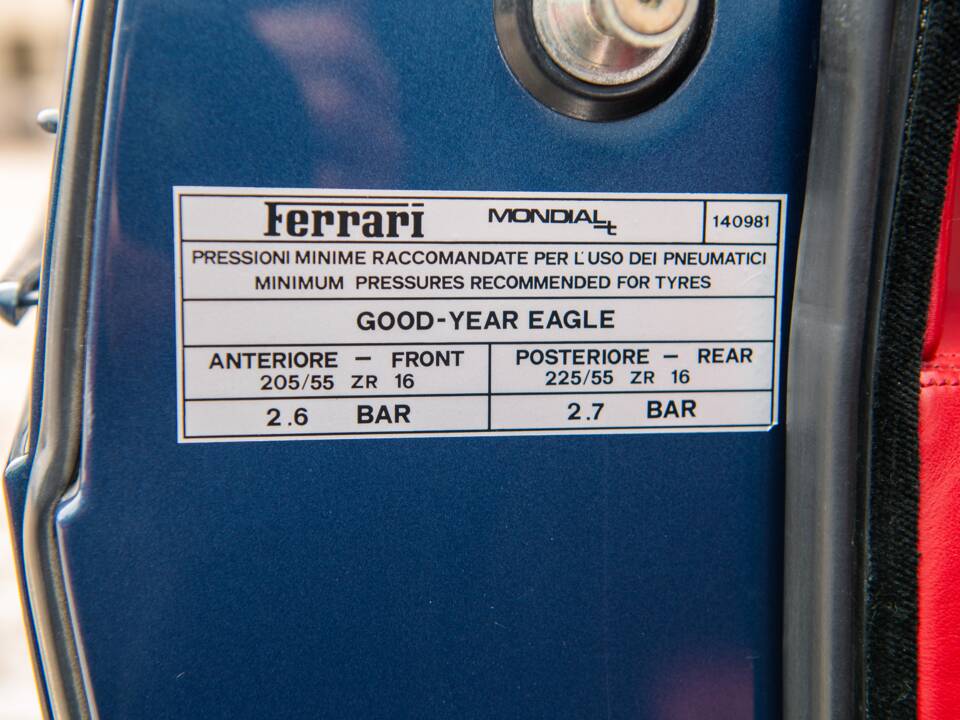 Ferrari MONDIAL t 140981
PRESSIONI MINIME RACCOMANDATE PER L'USO DEI PNEUMATICI
MINIMUM PRESSURES RECOMMENDED FOR TYRES
GOOD-YEAR EAGLE
ANTERIORE — FRONT
205/55 ZR 16
2.6 BAR
POSTERIORE — REAR
225/55 ZR 16
2.7 BAR